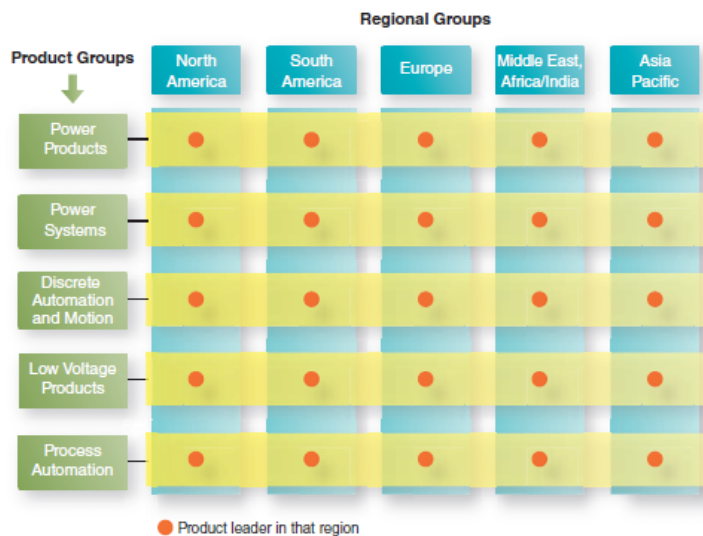 Regional Groups
Product Groups
North
America
South
America
Europe
Middle East,
Africa/India
Asia
Pacific
Power
Products
Power
Systems
Discrete
Automation
and Motion
Low Voltage
Products
Process
Automation
Product leader in that region